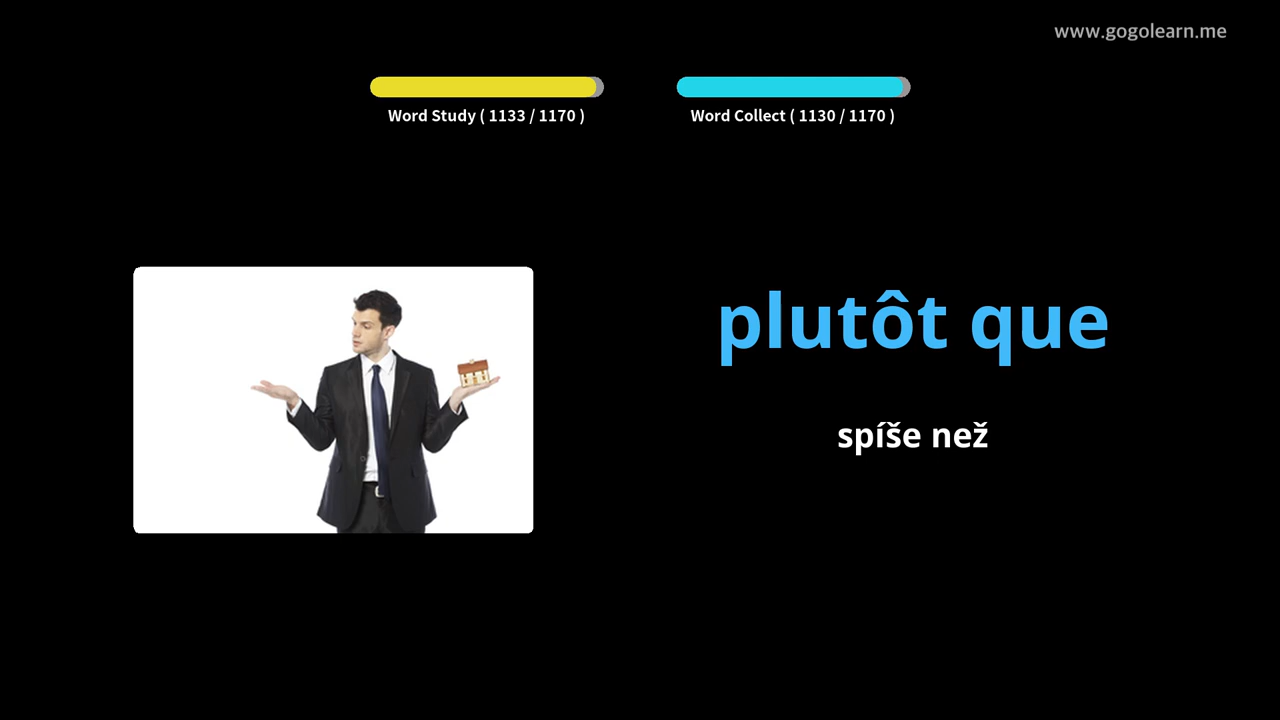 www.gogolearn.me
Word Study ( 1133 / 1170 )
Word Collect ( 1130 / 1170 )
plutôt que
spíše než